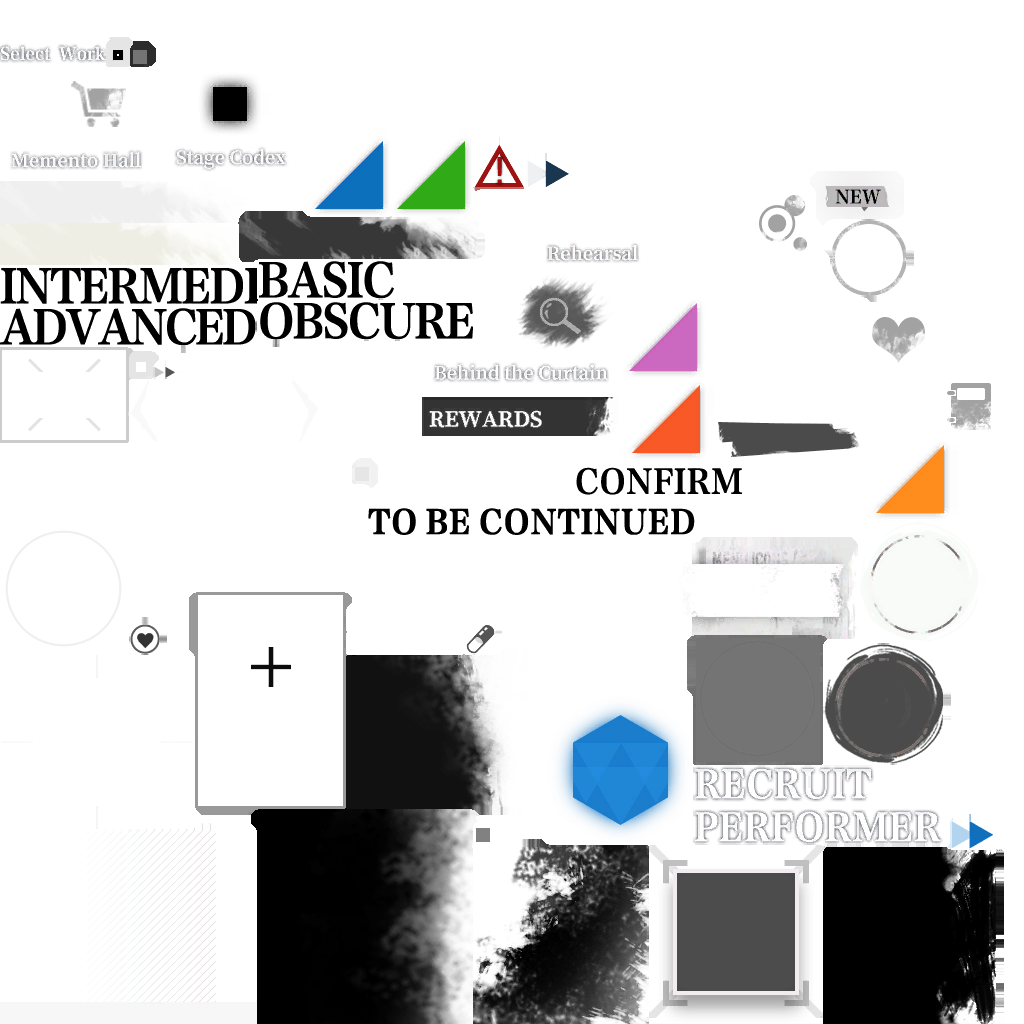 Select Work
Memento Hall
Stage Codex
NEW
Rehearsal
INTERMEDI
BASIC
ADVANCED
OBSCURE
Behind the Curtain
REWARDS
CONFIRM
TO BE CONTINUED
RECRUIT
PERFORMER